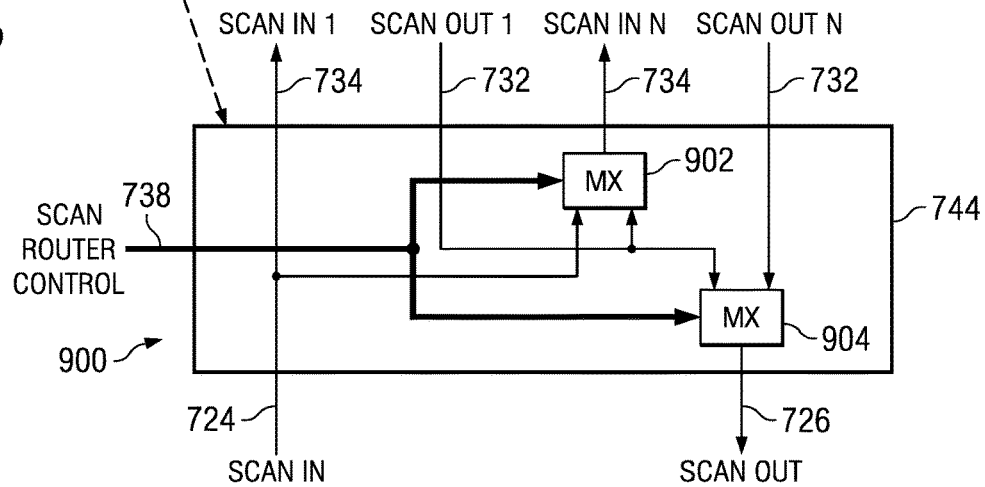 SCAN IN 1 SCAN OUT 1 SCAN IN N SCAN OUT N
734 732 734 732
902
MX
738
SCAN
ROUTER
CONTROL
744
MX
904
900
724 726
SCAN IN SCAN OUT